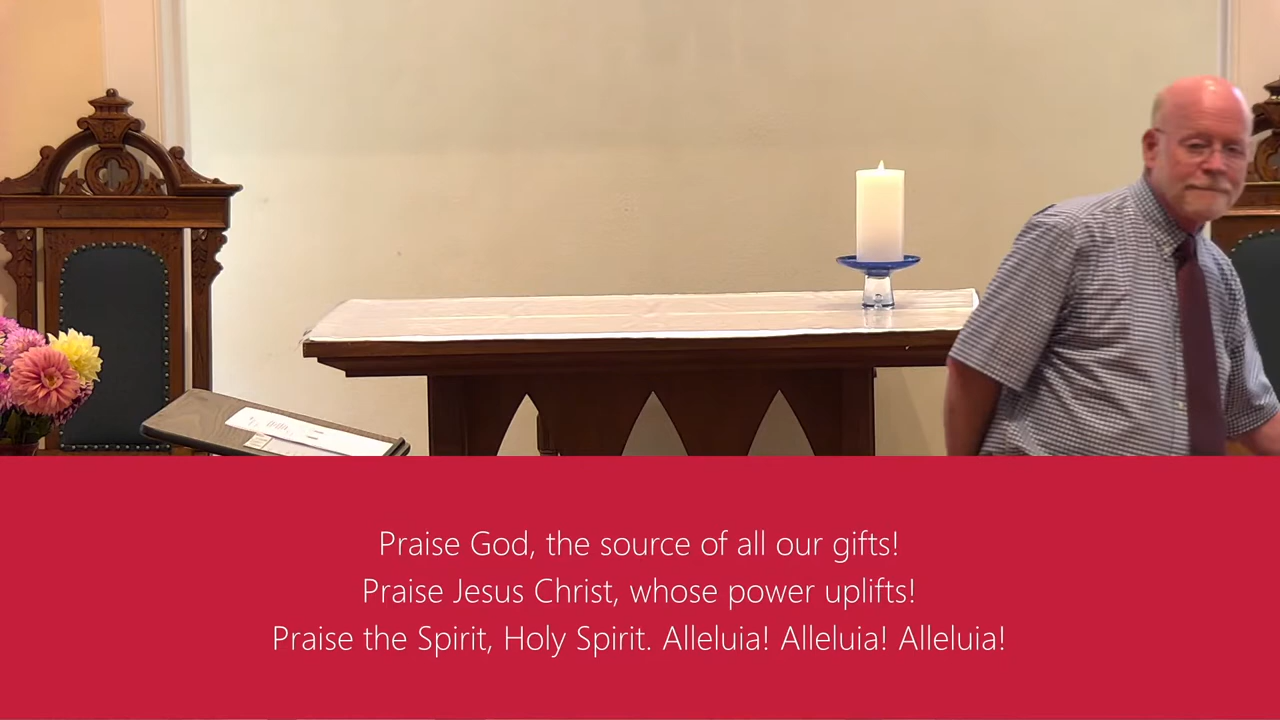 Praise God, the source of all our gifts!
Praise Jesus Christ, whose power uplifts!
Praise the Spirit, Holy Spirit. Alleluia! Alleluia! Alleluia!